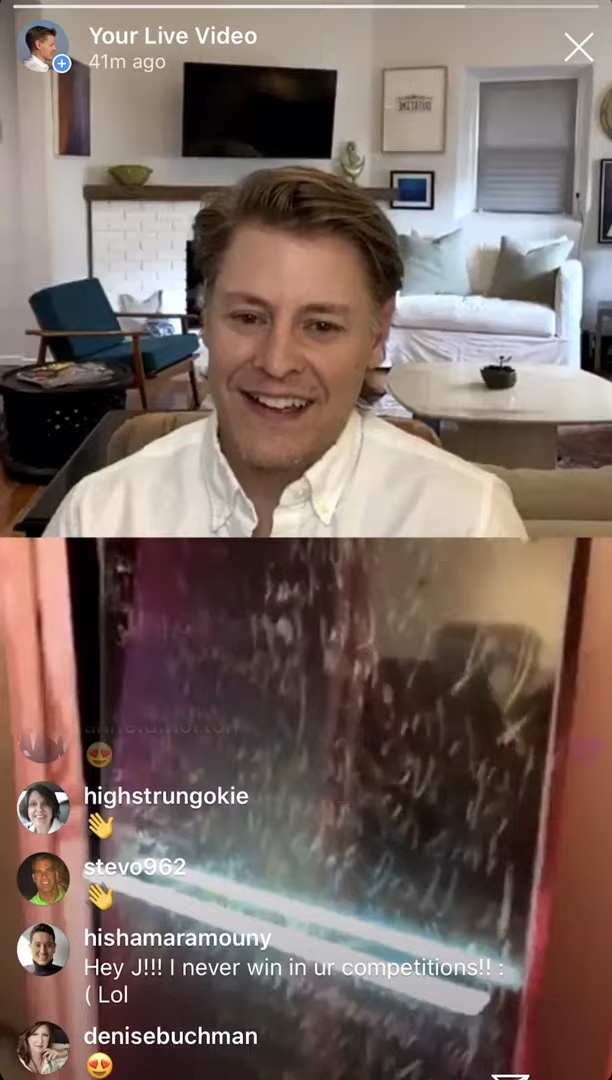 Your Live Video
41m ago
highstrungokie
👋
stevo962
👋
hishamaramouny
Hey J!!! I never win in ur competitions!! :
( Lol
denisebuchman
😍